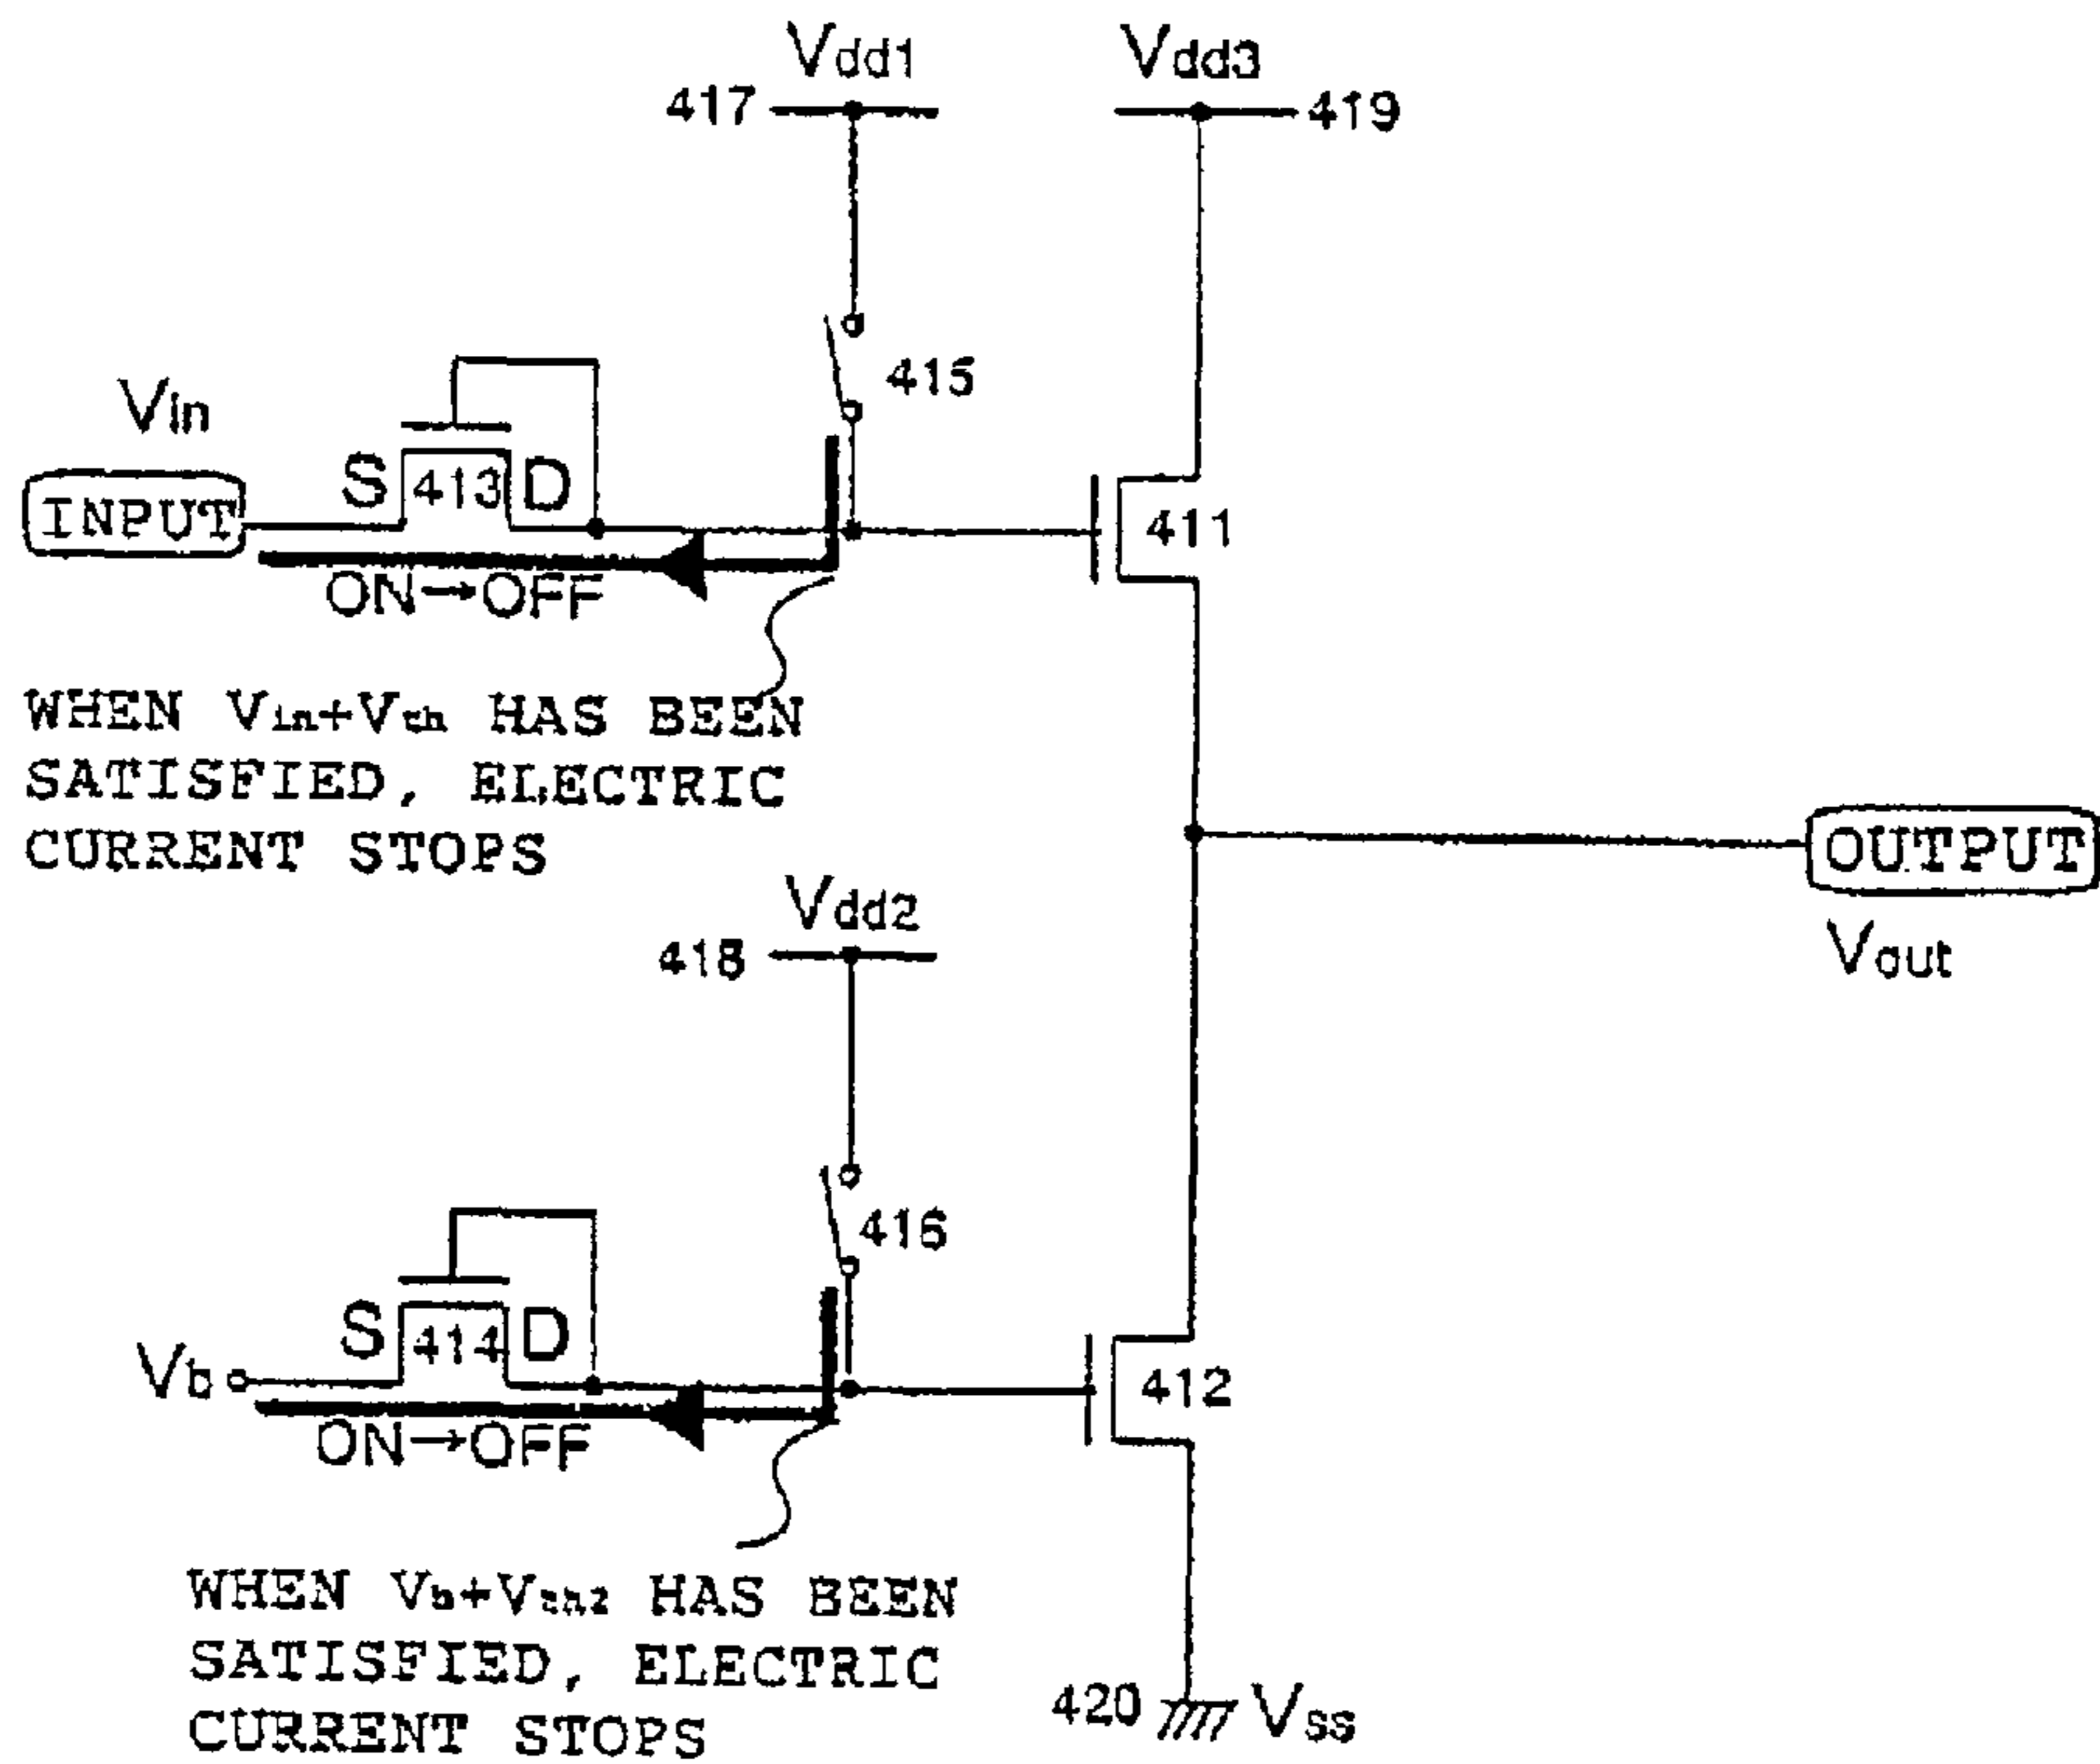 Vdd1
Vdd3
417
419
415
Vin
S
413
D
INPUT
411
ON→OFF
WHEN Vin+Vth HAS BEEN
SATISFIED, ELECTRIC
CURRENT STOPS
OUTPUT
Vout
Vdd2
418
416
S
414
D
Vb
412
ON→OFF
WHEN Vb+Vth2 HAS BEEN
SATISFIED, ELECTRIC
CURRENT STOPS
420
Vss